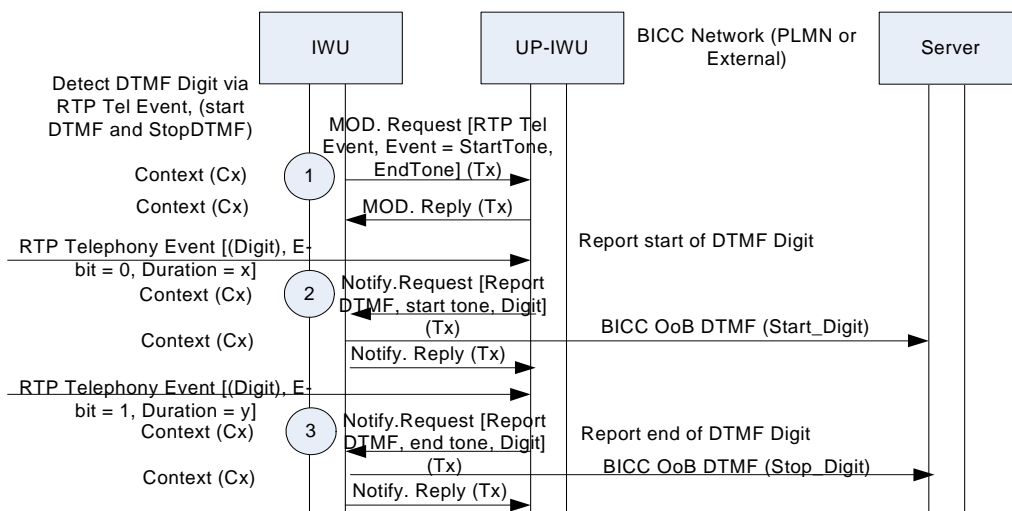 IWU
UP-IWU
BICC Network (PLMN or
External)
Server
Detect DTMF Digit via
RTP Tel Event, (start
DTMF and StopDTMF)
MOD. Request [RTP Tel
Event, Event = StartTone,
EndTone] (Tx)
Context (Cx)
1
Context (Cx)
MOD. Reply (Tx)
RTP Telephony Event [(Digit), E-
bit = 0, Duration = x]
Report start of DTMF Digit
Context (Cx)
2
Notify.Request [Report
DTMF, start tone, Digit]
(Tx)
Context (Cx)
BICC OoB DTMF (Start_Digit)
Notify. Reply (Tx)
RTP Telephony Event [(Digit), E-
bit = 1, Duration = y]
Context (Cx)
3
Notify.Request [Report
DTMF, end tone, Digit]
(Tx)
Report end of DTMF Digit
Context (Cx)
BICC OoB DTMF (Stop_Digit)
Notify. Reply (Tx)